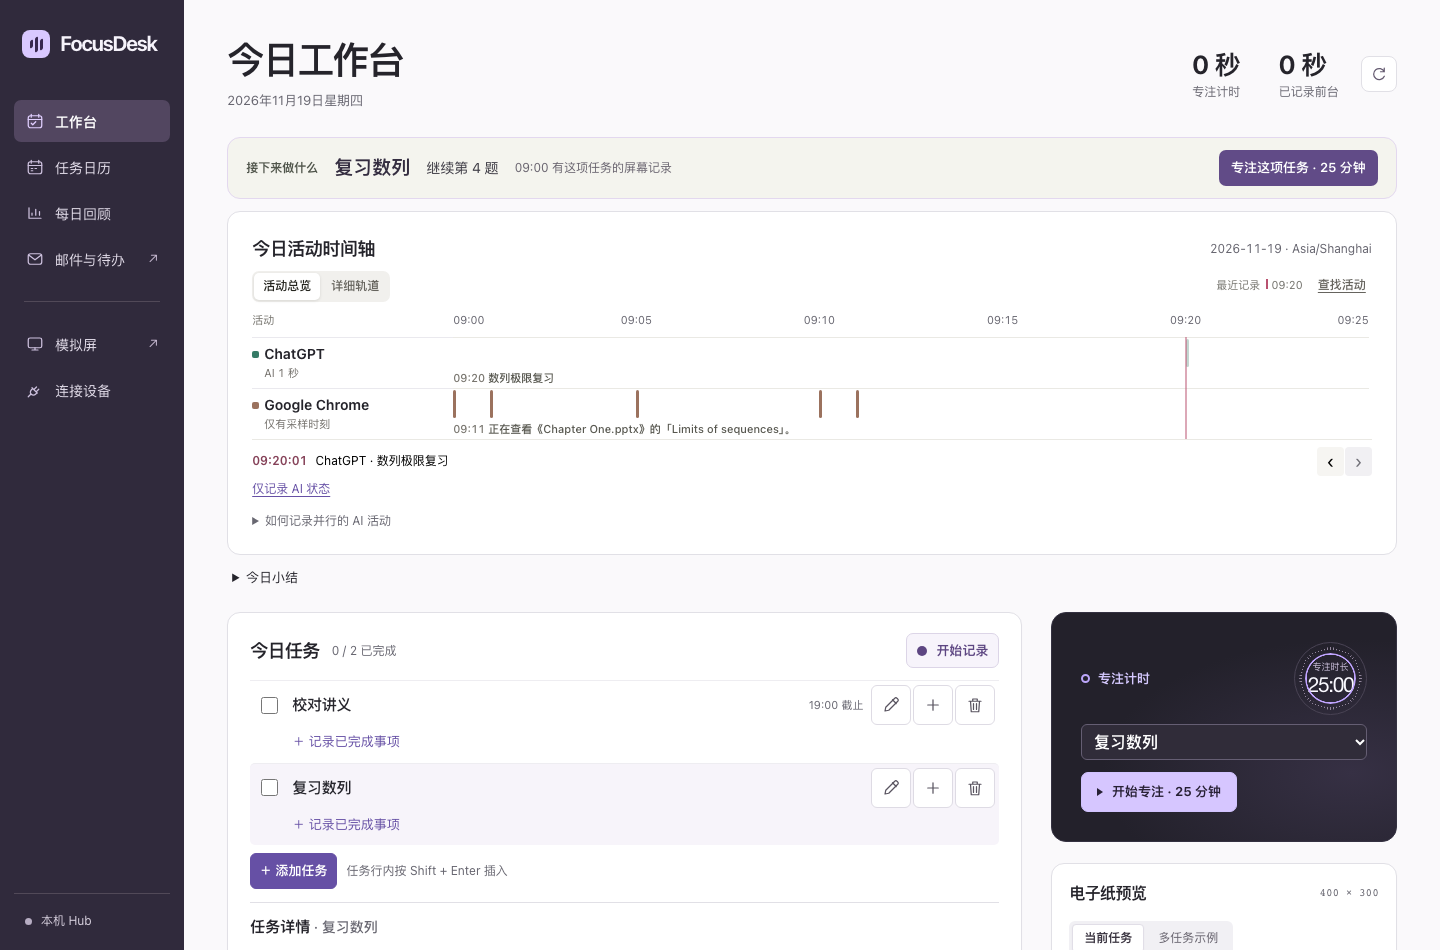 FocusDesk
工作台
任务日历
每日回顾
邮件与待办
模拟屏
连接设备
本机 Hub
今日工作台
2026年11月19日星期四
0 秒
专注计时
0 秒
已记录前台
接下来做什么 复习数列 继续第 4 题 09:00 有这项任务的屏幕记录
专注这项任务 · 25 分钟
今日活动时间轴
2026-11-19 · Asia/Shanghai
活动总览 详细轨道
最近记录 09:20 查找活动
活动 09:00 09:05 09:10 09:15 09:20 09:25
ChatGPT
AI 1 秒
09:20 数列极限复习
Google Chrome
仅有采样时刻
09:11 正在查看《Chapter One.pptx》的「Limits of sequences」。
09:20:01 ChatGPT · 数列极限复习
仅记录 AI 状态
如何记录并行的 AI 活动
今日小结
今日任务 0 / 2 已完成
开始记录
校对讲义
19:00 截止
+ 记录已完成事项
复习数列
+ 记录已完成事项
+ 添加任务 任务行内按 Shift + Enter 插入
任务详情 · 复习数列
专注计时
专注时长
25:00
复习数列
开始专注 · 25 分钟
电子纸预览
400 × 300
当前任务 多任务示例